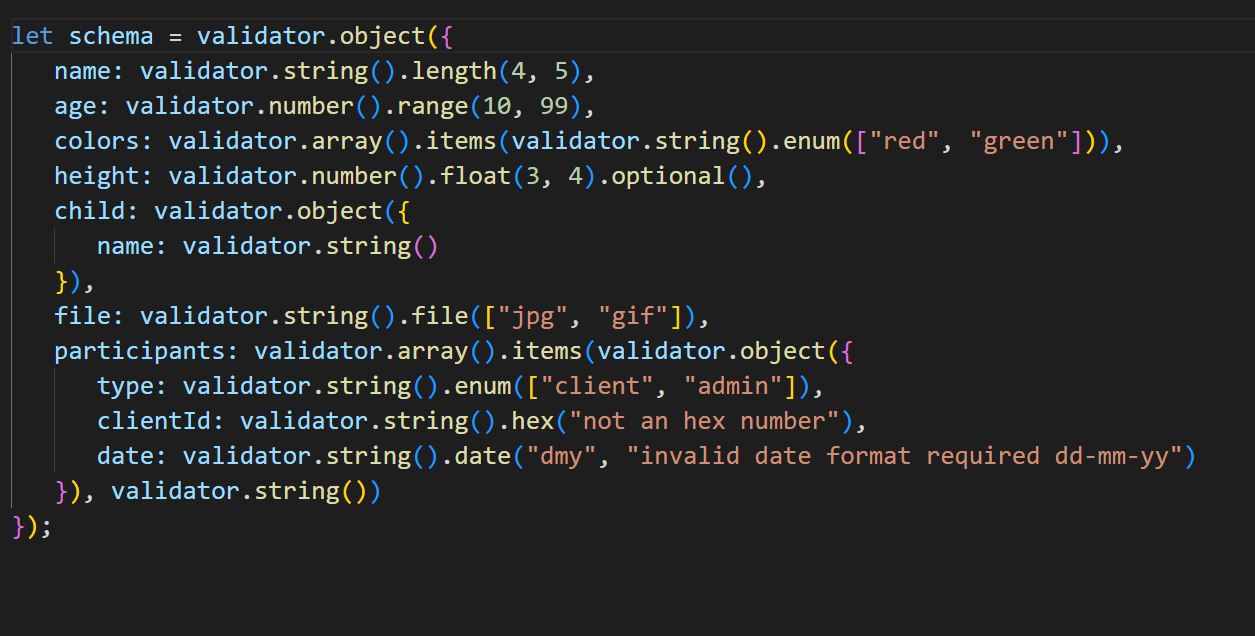 let schema = validator.object({
name: validator.string().length(4, 5),
age: validator.number().range(10, 99),
colors: validator.array().items(validator.string().enum(["red", "green"])),
height: validator.number().float(3, 4).optional(),
child: validator.object({
name: validator.string()
}),
file: validator.string().file(["jpg", "gif"]),
participants: validator.array().items(validator.object({
type: validator.string().enum(["client", "admin"]),
clientId: validator.string().hex("not an hex number"),
date: validator.string().date("dmy", "invalid date format required dd-mm-yy")
}), validator.string())
});